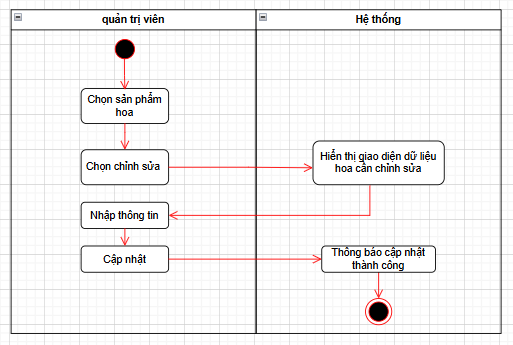 quản trị viên
Hệ thống
Chọn sản phẩm
hoa
Chọn chỉnh sửa
Hiển thị giao diện dữ liệu
hoa cần chỉnh sửa
Nhập thông tin
Cập nhật
Thông báo cập nhật
thành công